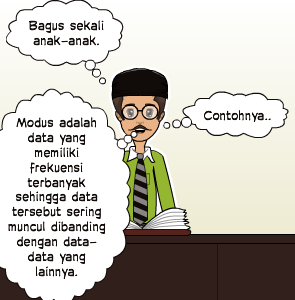 Bagus sekali
anak-anak.
Modus adalah
data yang
memiliki
frekuensi
terbanyak
sehingga data
tersebut sering
muncul dibanding
dengan data-
data yang
lainnya.
Contohnya..